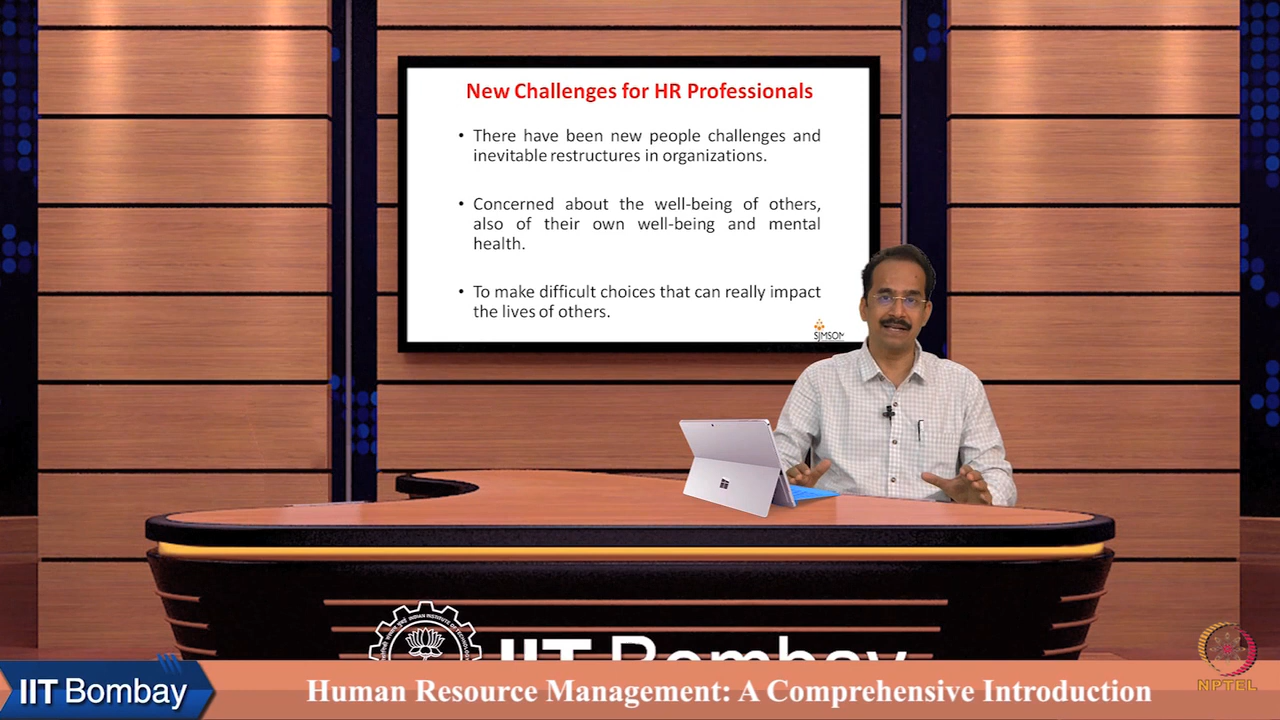 New Challenges for HR Professionals
• There have been new people challenges and
inevitable restructures in organizations.
• Concerned about the well-being of others,
also of their own well-being and mental
health.
• To make difficult choices that can really impact
the lives of others.
SJMSOM
IIT Bombay
IIT Bombay
Human Resource Management: A Comprehensive Introduction
NPTEL